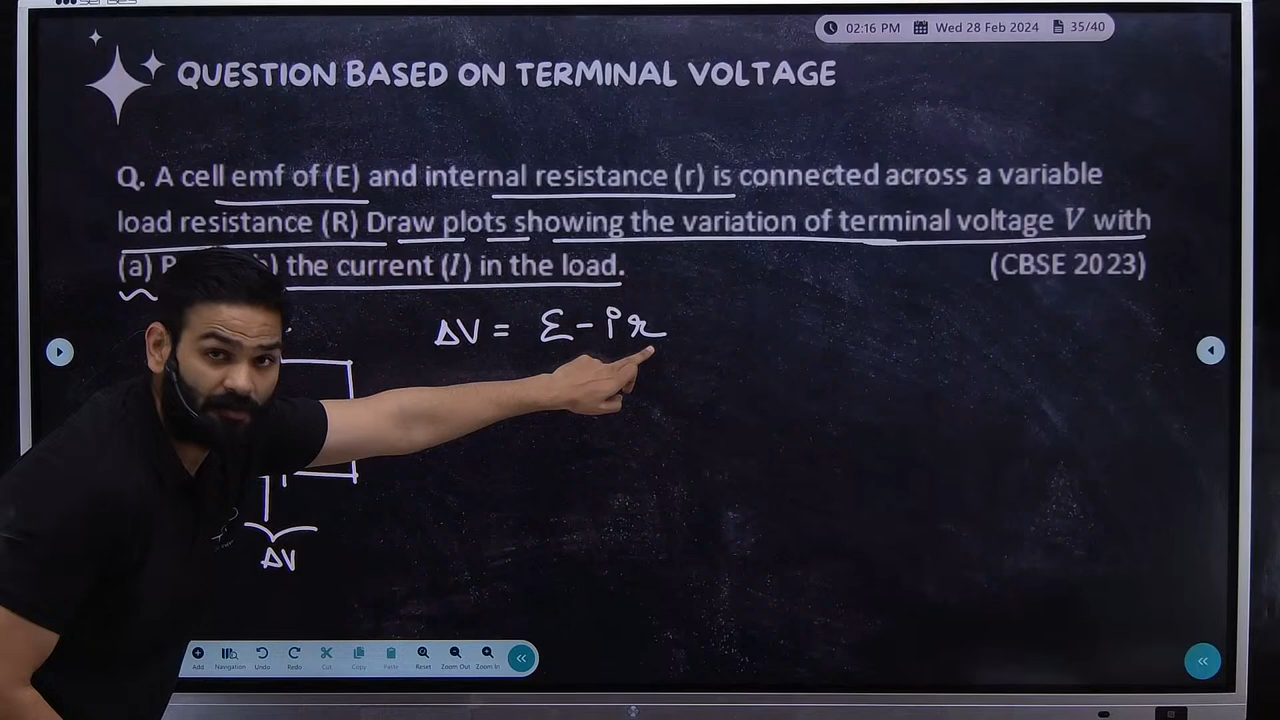 02:16 PM Wed 28 Feb 2024 35/40
QUESTION BASED ON TERMINAL VOLTAGE
Q. A cell emf of (E) and internal resistance (r) is connected across a variable
load resistance (R) Draw plots showing the variation of terminal voltage V with
(a) the current (I) in the load. (CBSE 2023)
ΔV = ℰ - i r
ΔV
Add Navigation Undo Redo Cut Copy Paste Reset Zoom Out Zoom In